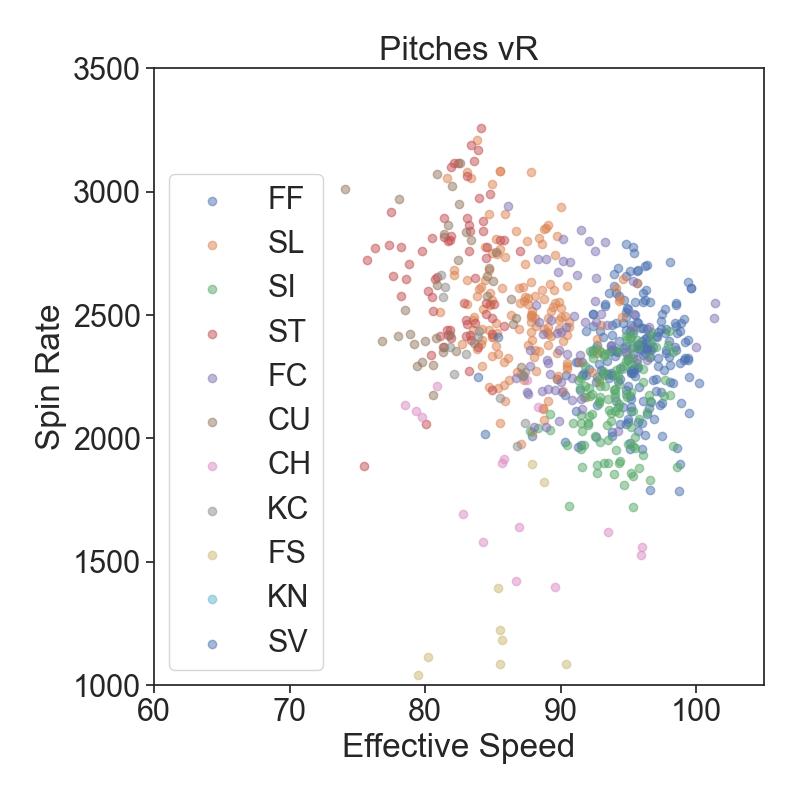 Pitches vR
3500
3000
2500
2000
1500
1000
Spin Rate
FF
SL
SI
ST
FC
CU
CH
KC
FS
KN
SV
60 70 80 90 100
Effective Speed